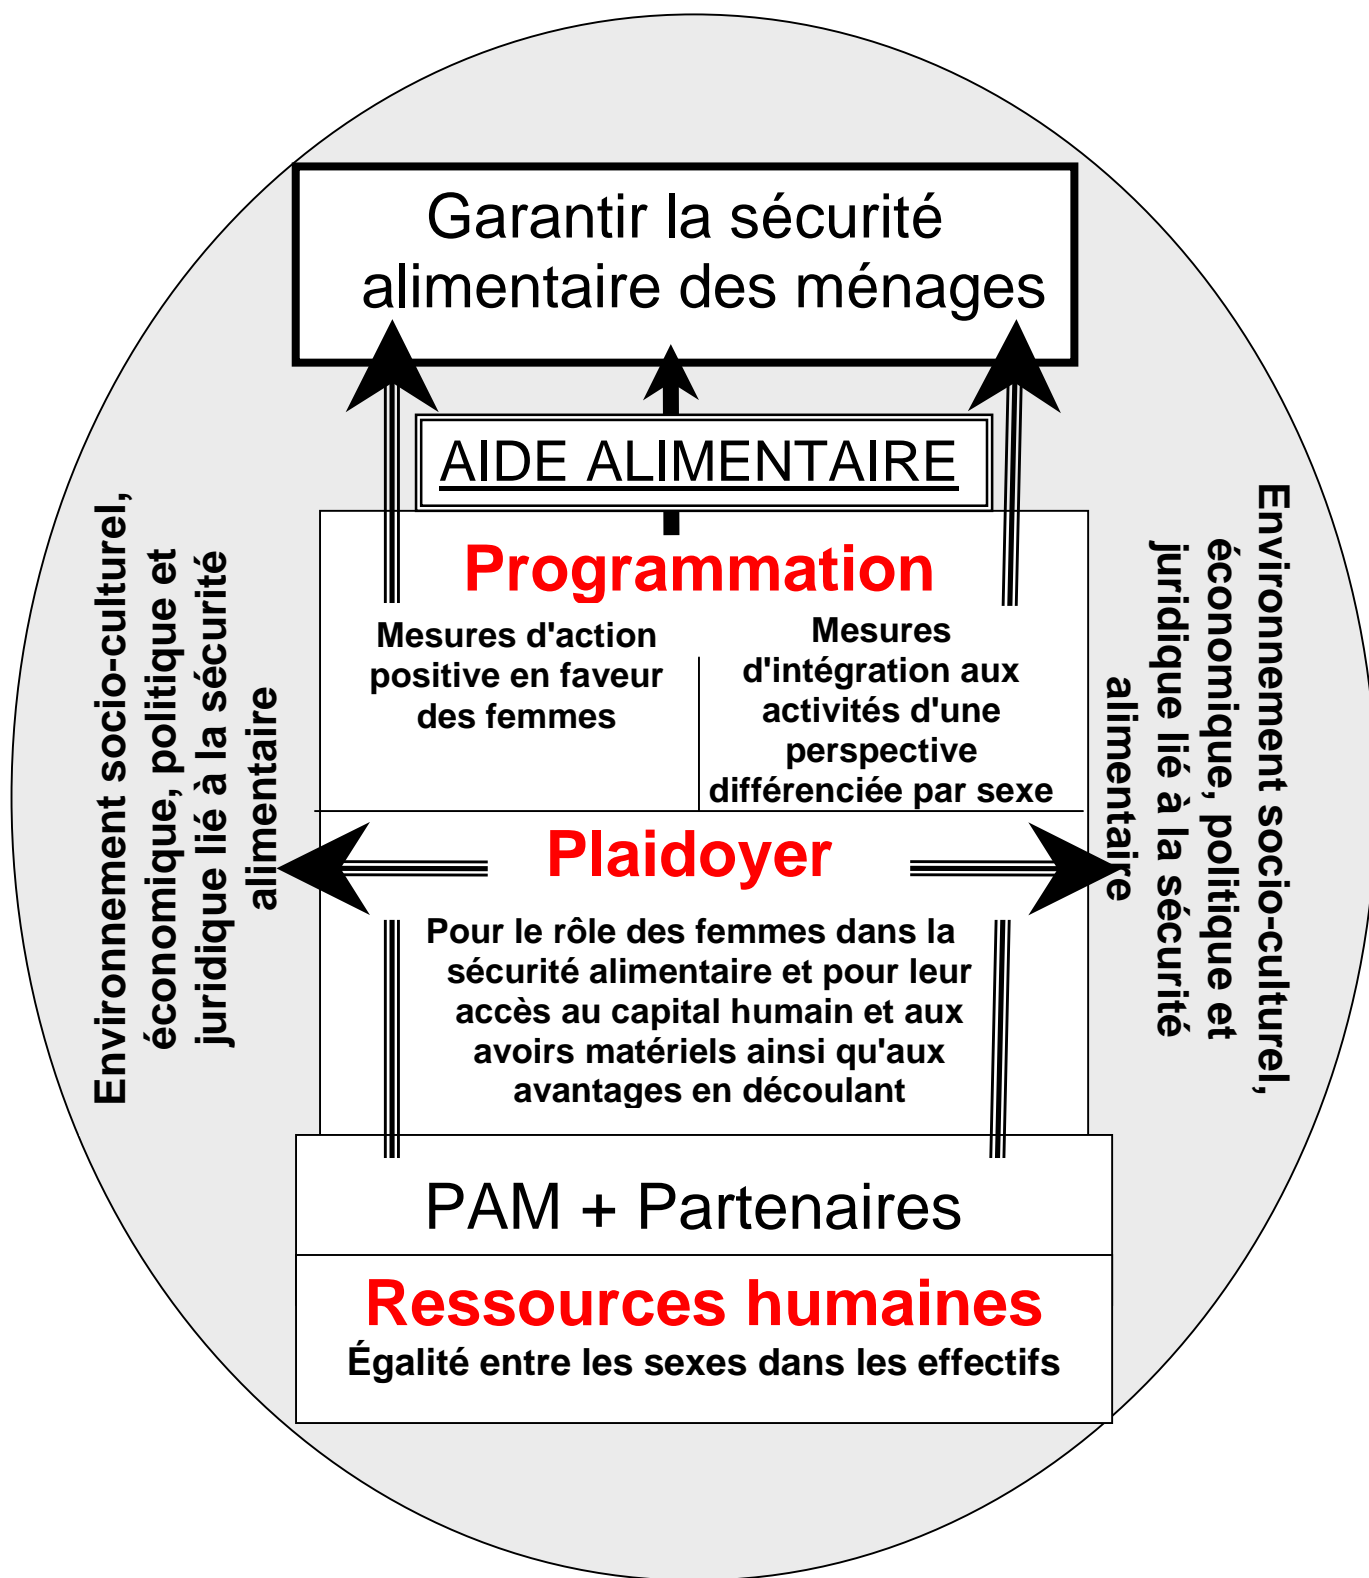 Garantir la sécurité
alimentaire des ménages
AIDE ALIMENTAIRE
Programmation
Mesures d'action
positive en faveur
des femmes
Mesures
d'intégration aux
activités d'une
perspective
différenciée par sexe
Plaidoyer
Pour le rôle des femmes dans la
sécurité alimentaire et pour leur
accès au capital humain et aux
avoirs matériels ainsi qu'aux
avantages en découlant
PAM + Partenaires
Ressources humaines
Égalité entre les sexes dans les effectifs
Environnement socio-culturel,
économique, politique et
juridique lié à la sécurité
alimentaire
Environnement socio-culturel,
économique, politique et
juridique lié à la sécurité
alimentaire